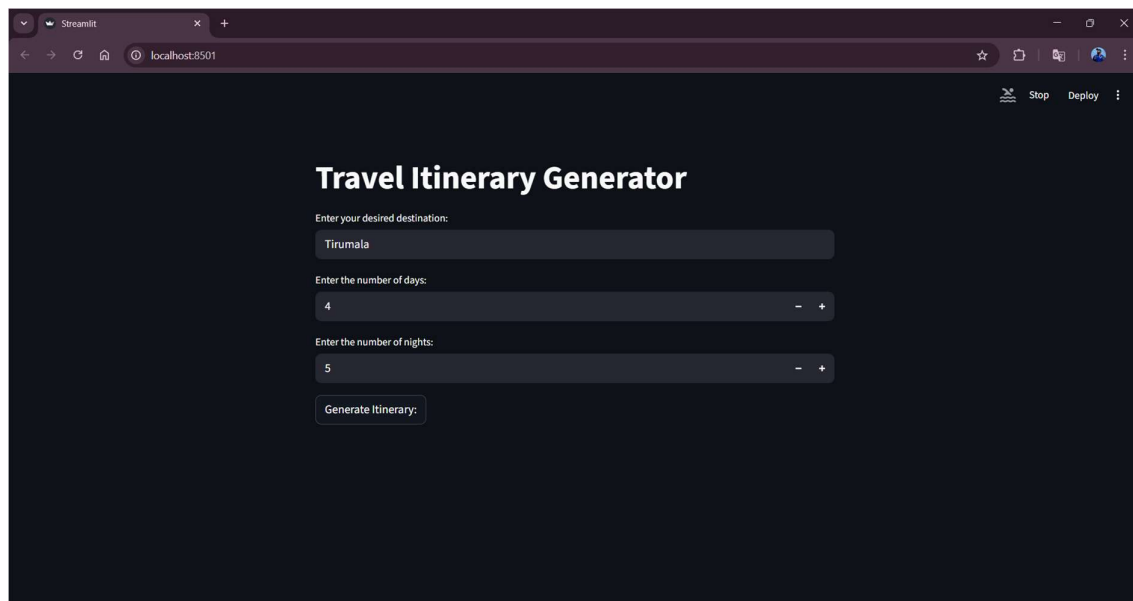 Streamlit
localhost:8501
Stop Deploy
Travel Itinerary Generator
Enter your desired destination:
Tirumala
Enter the number of days:
4
Enter the number of nights:
5
Generate Itinerary: